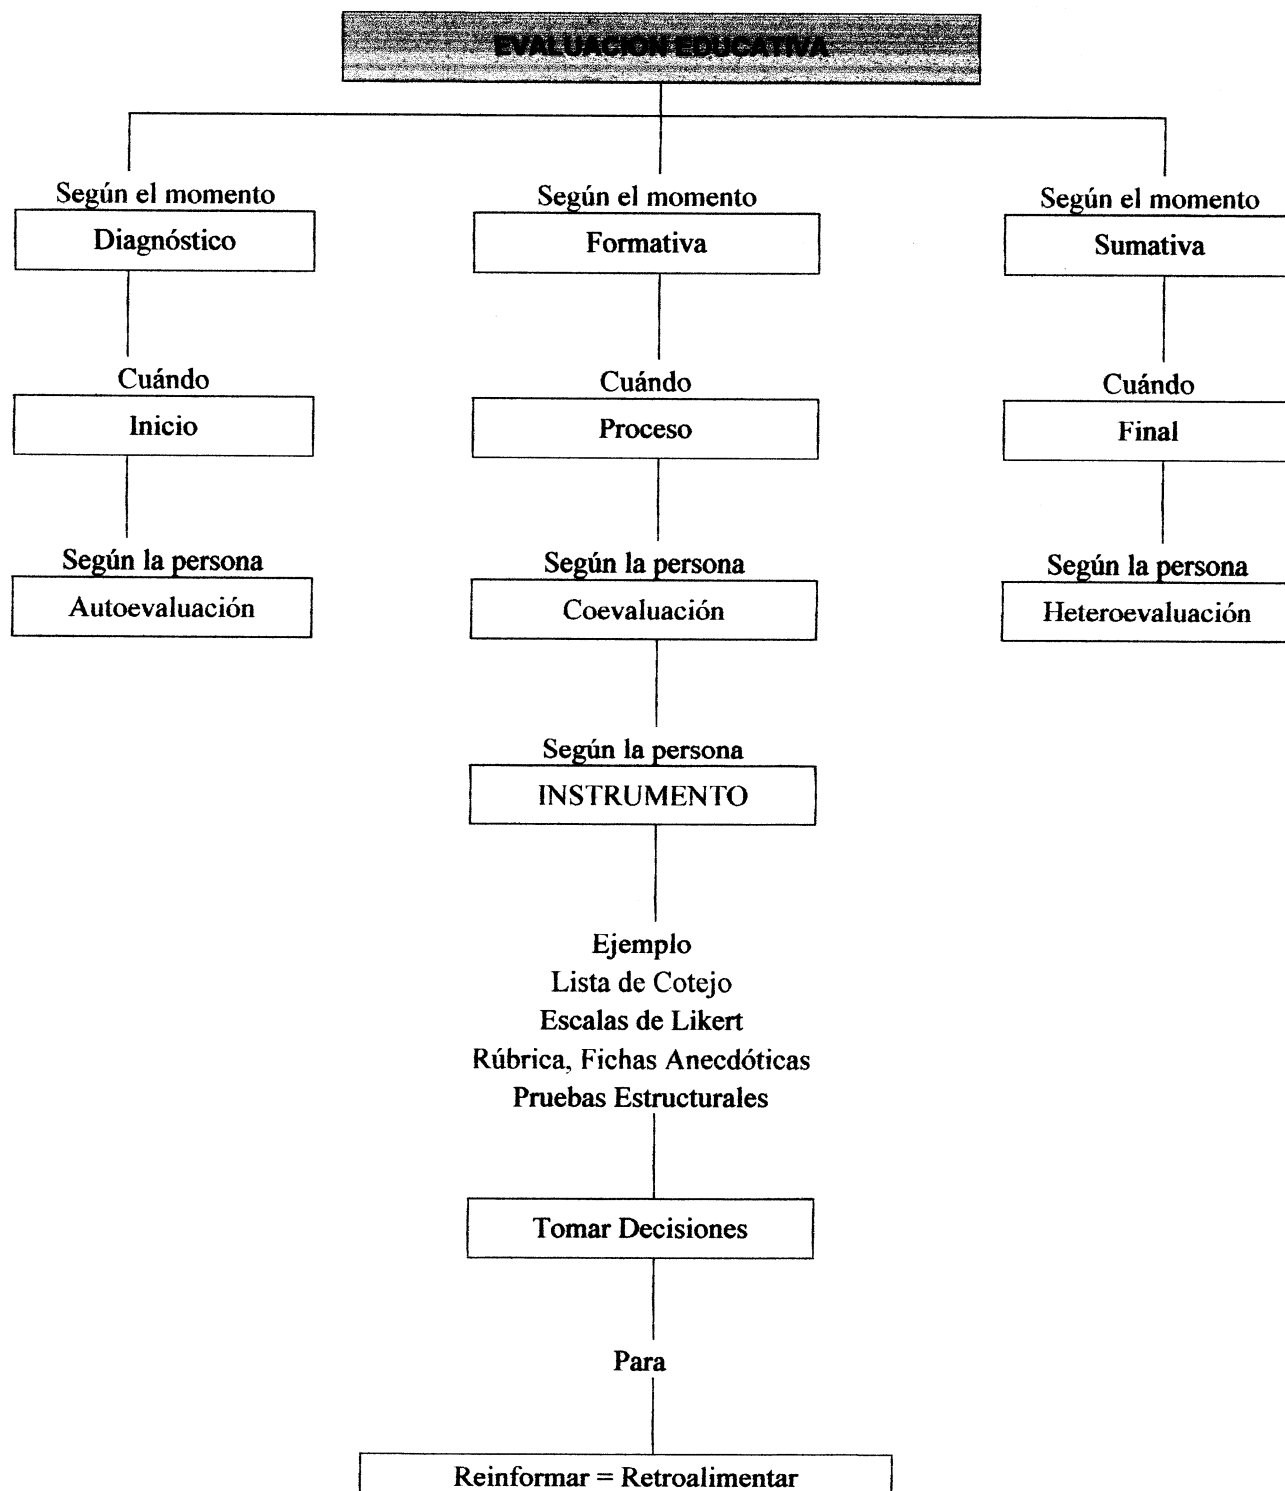 EVALUACION EDUCATIVA
Según el momento
Diagnóstico
Cuándo
Inicio
Según la persona
Autoevaluación
Según el momento
Formativa
Cuándo
Proceso
Según la persona
Coevaluación
Según la persona
INSTRUMENTO
Ejemplo
Lista de Cotejo
Escalas de Likert
Rúbrica, Fichas Anecdóticas
Pruebas Estructurales
Tomar Decisiones
Para
Reinformar = Retroalimentar
Según el momento
Sumativa
Cuándo
Final
Según la persona
Heteroevaluación